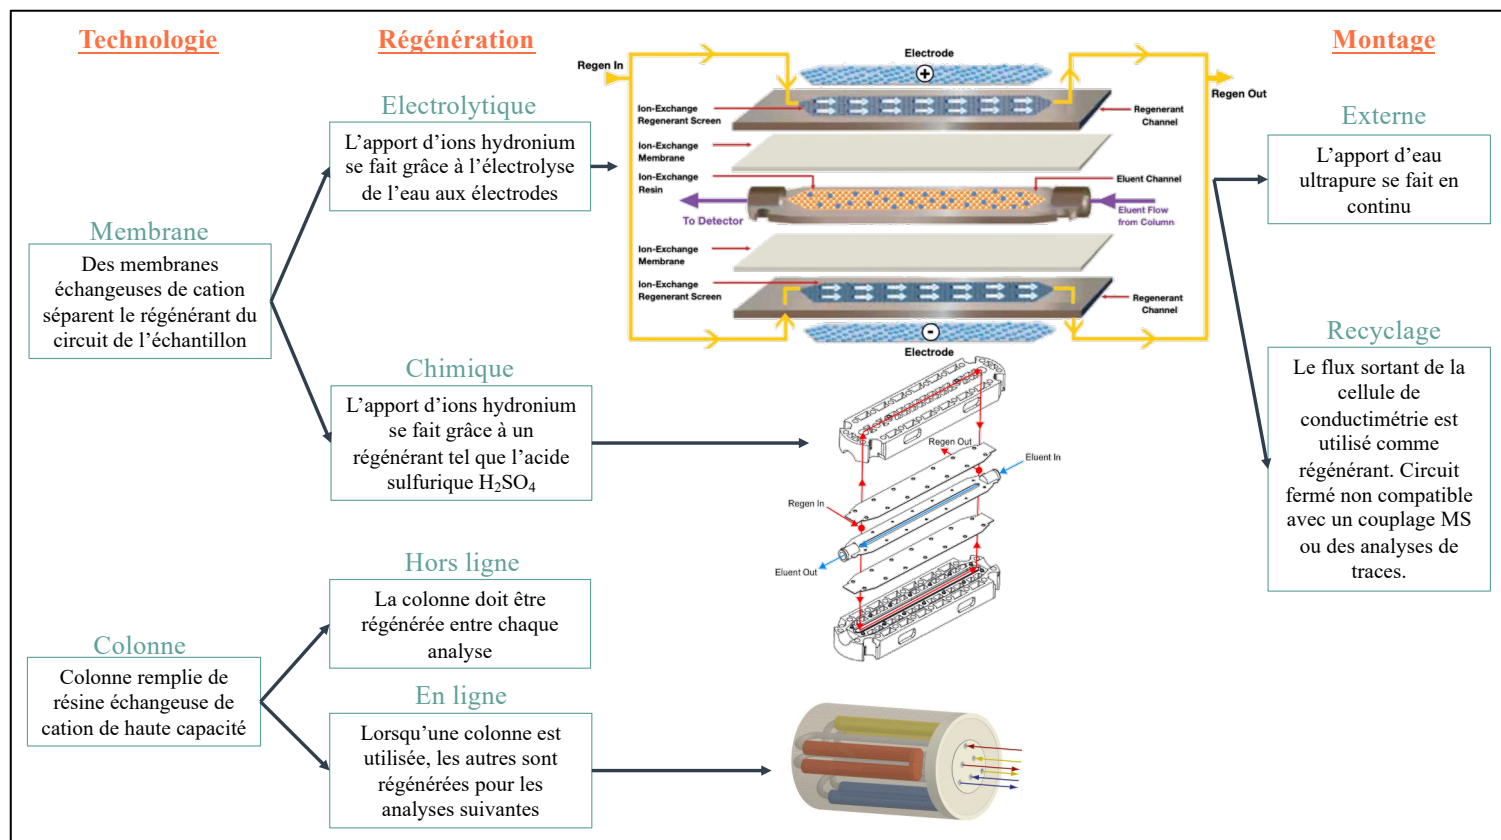 Technologie
Régénération
Montage
Membrane
Des membranes
échangeuses de cation
séparent le régénérant du
circuit de l'échantillon
Electrolytique
L'apport d'ions hydronium
se fait grâce à l'électrolyse
de l'eau aux électrodes
Chimique
L'apport d'ions hydronium
se fait grâce à un
régénérant tel que l'acide
sulfurique H₂SO₄
Colonne
Colonne remplie de
résine échangeuse de
cation de haute capacité
Hors ligne
La colonne doit être
régénérée entre chaque
analyse
En ligne
Lorsqu'une colonne est
utilisée, les autres sont
régénérées pour les
analyses suivantes
Electrode
+
Regen In
Regen Out
Ion-Exchange
Regenerant Screen
Regenerant
Channel
Ion-Exchange
Membrane
Ion-Exchange
Resin
Eluent Channel
To Detector
Eluent Flow
from Column
Ion-Exchange
Membrane
Ion-Exchange
Regenerant Screen
Regenerant
Channel
-
Electrode
Regen Out
Eluent In
Regen In
Eluent Out
Externe
L'apport d'eau
ultrapure se fait en
continu
Recyclage
Le flux sortant de la
cellule de
conductimétrie est
utilisé comme
régénérant. Circuit
fermé non compatible
avec un couplage MS
ou des analyses de
traces.